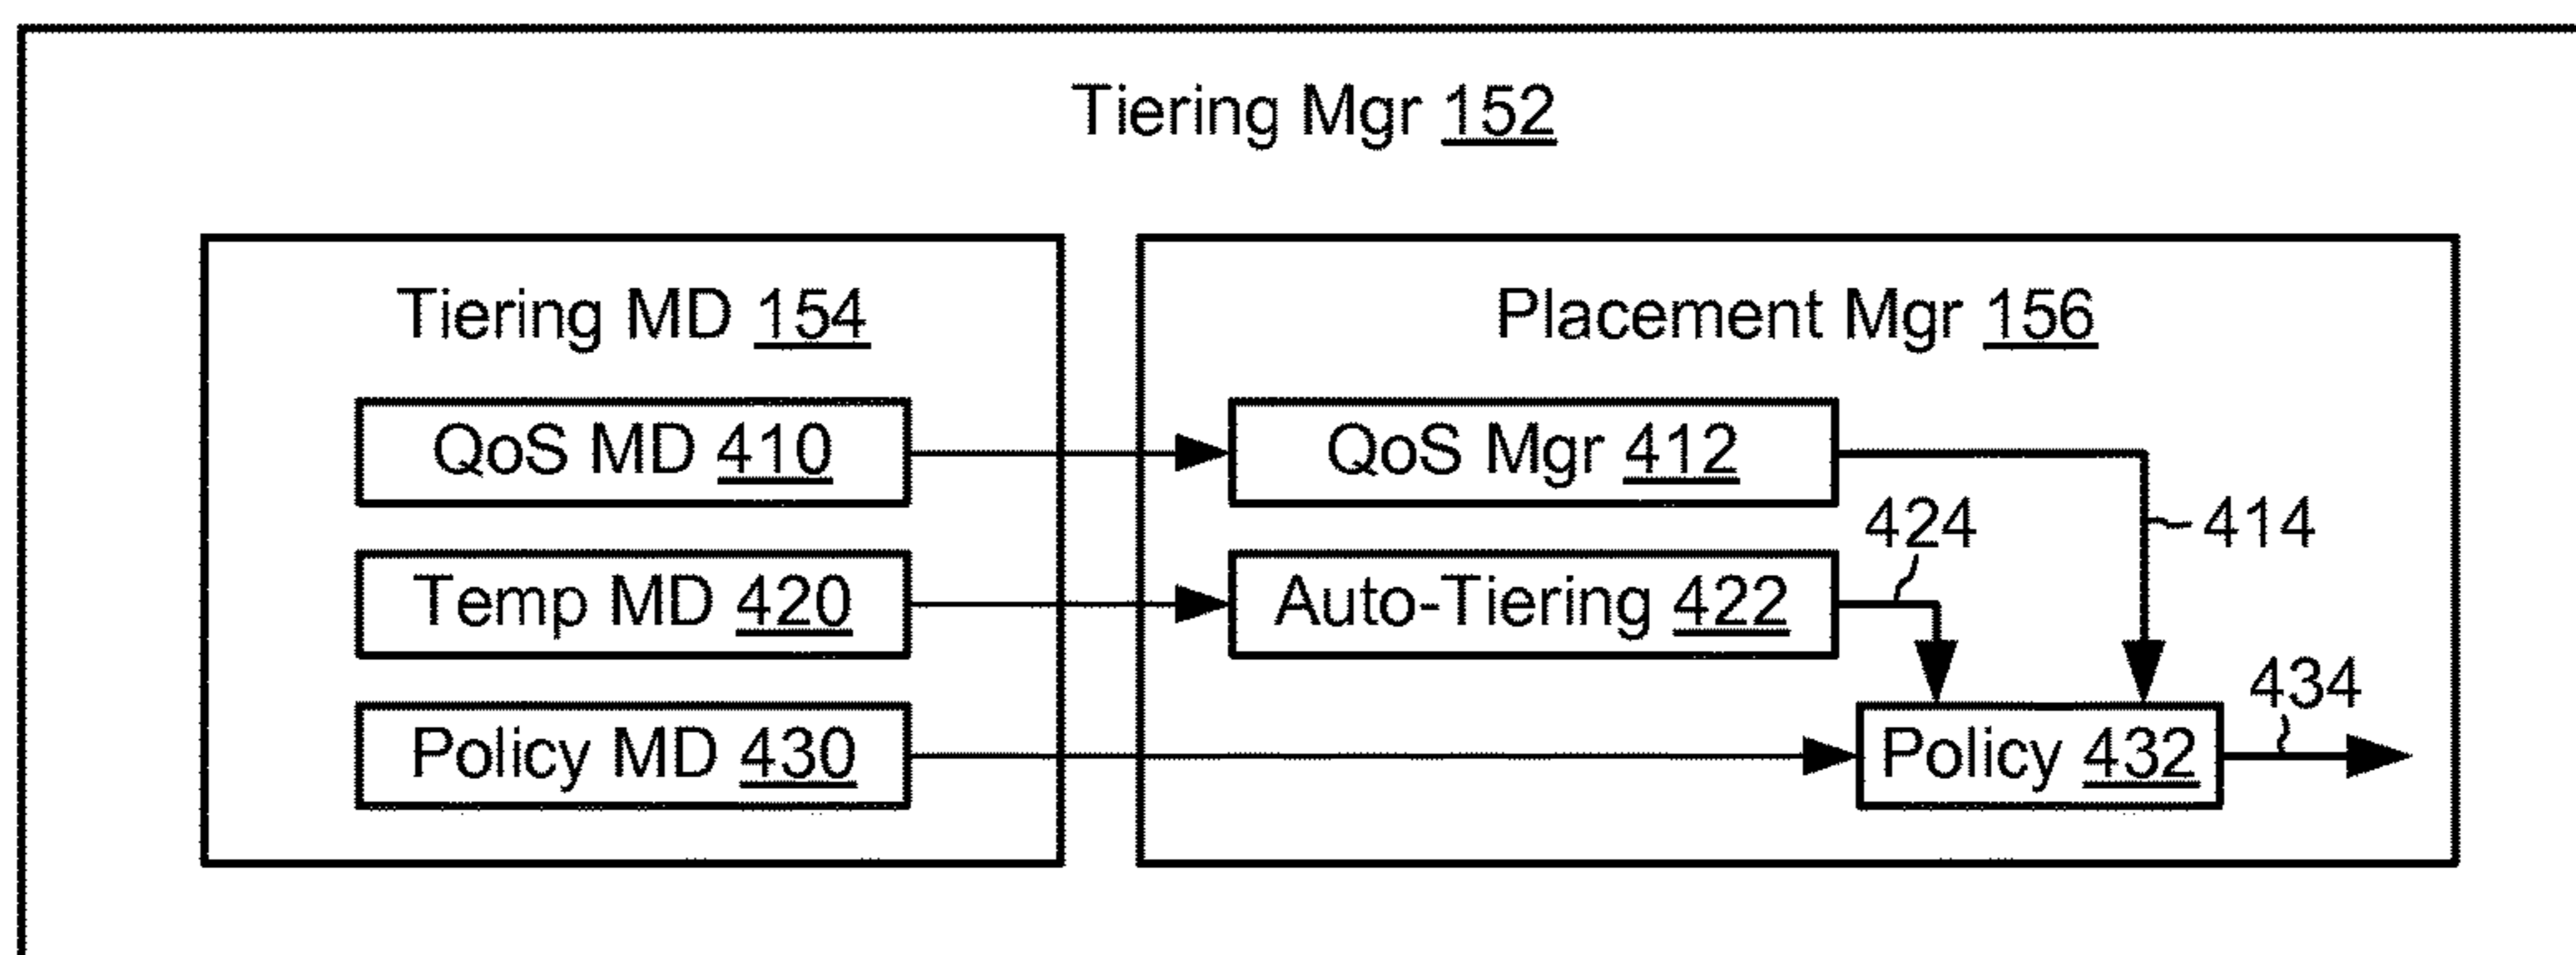 Tiering Mgr 152
Tiering MD 154
QoS MD 410
Temp MD 420
Policy MD 430
Placement Mgr 156
QoS Mgr 412
Auto-Tiering 422
424
414
Policy 432
434